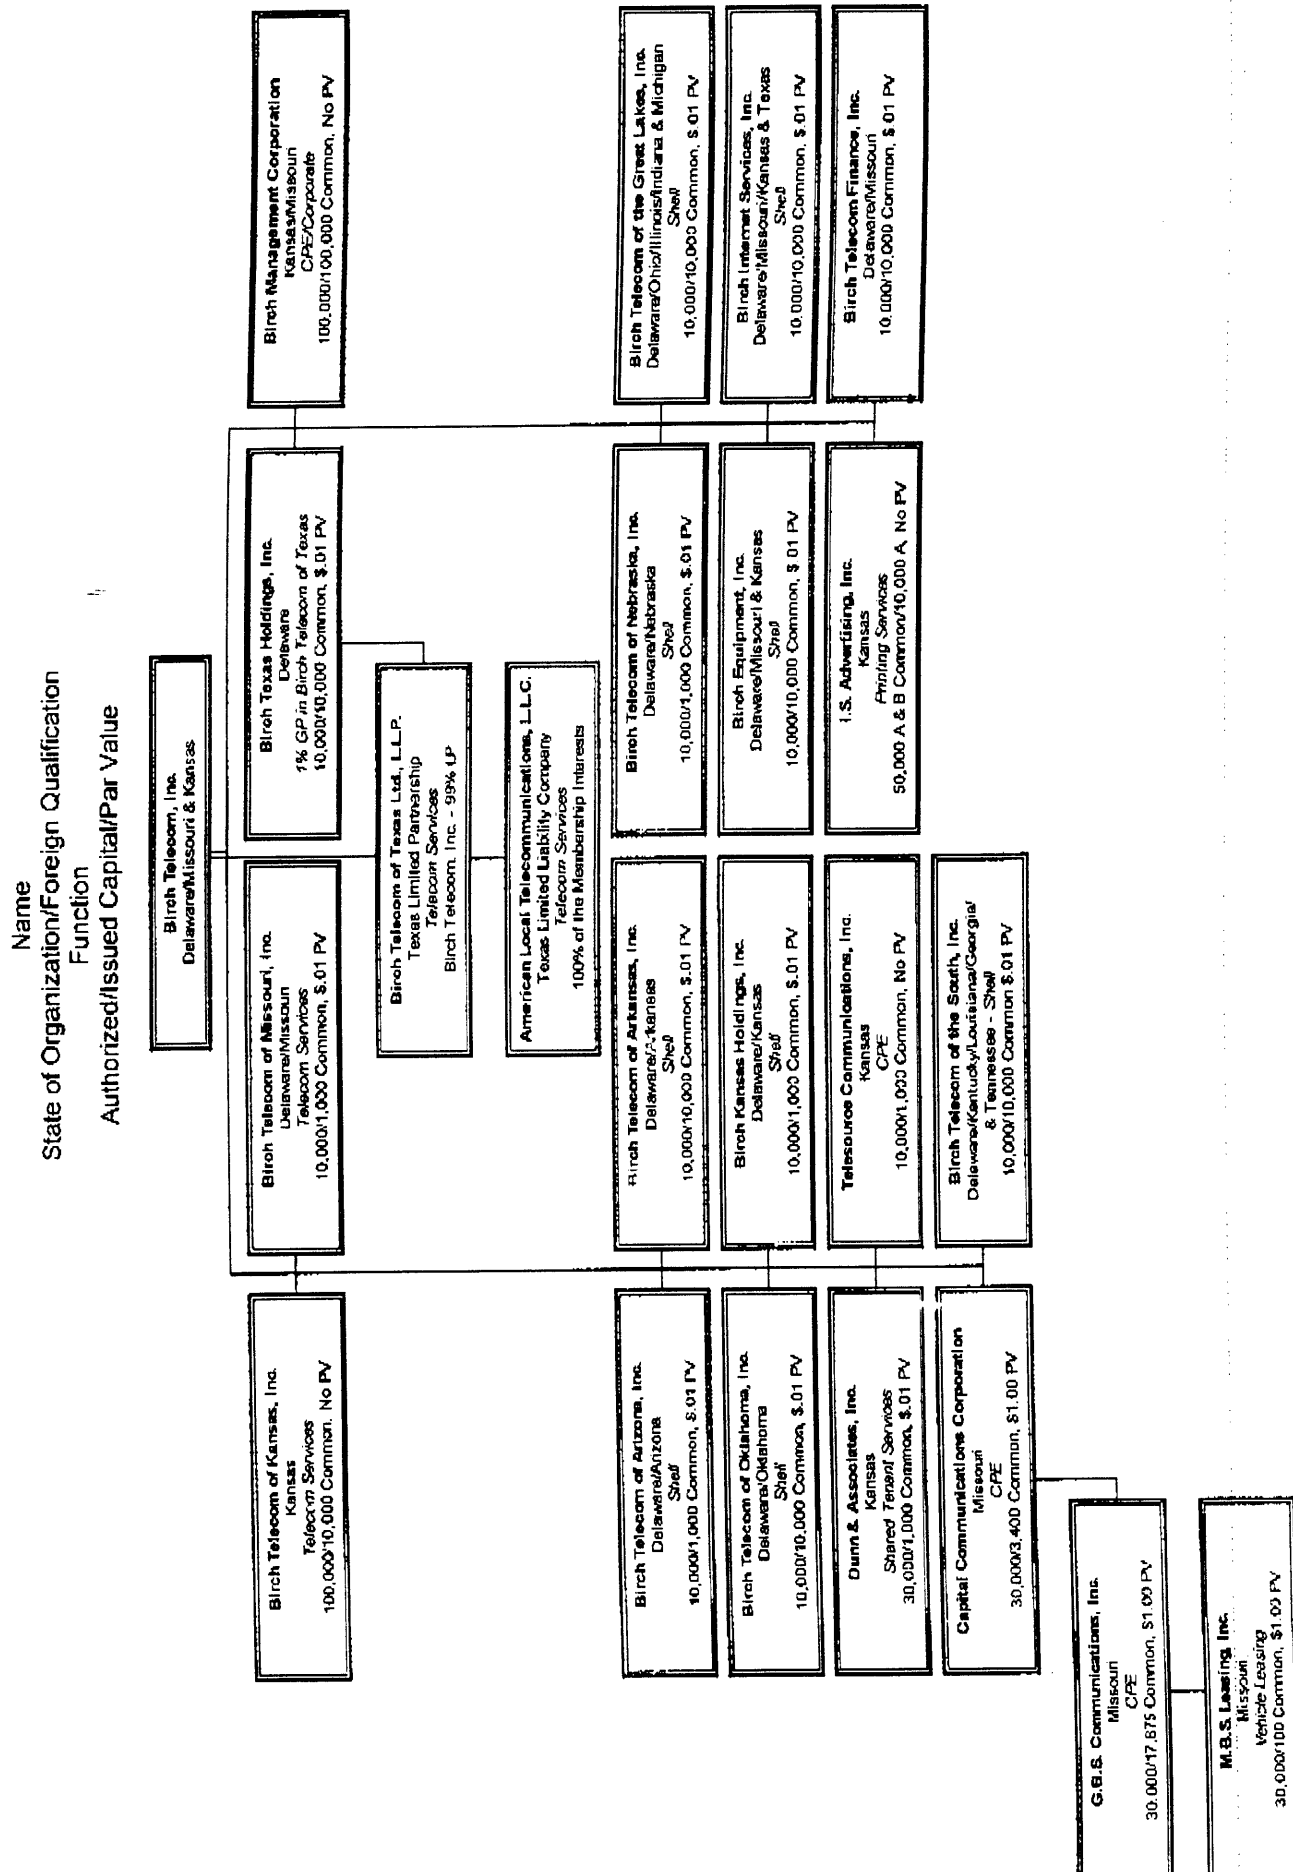 Name
State of Organization/Foreign Qualification
Function
Authorized/Issued Capital/Par Value
Birch Telecom, Inc.
Delaware/Missouri & Kansas
Birch Telecom of Kansas, Inc.
Kansas
Telecom Services
100,000/10,000 Common, No PV
Birch Telecom of Missouri, Inc.
Delaware/Missouri
Telecom Services
10,000/1,000 Common, $.01 PV
Birch Texas Holdings, Inc.
Delaware
1% GP in Birch Telecom of Texas
10,000/10,000 Common, $.01 PV
Birch Management Corporation
Kansas/Missouri
CPE/Corporate
100,000/100,000 Common, No PV
Birch Telecom of Texas Ltd., L.L.P.
Texas Limited Partnership
Telecom Services
Birch Telecom, Inc. - 99% LP
American Local Telecommunications, L.L.C.
Texas Limited Liability Company
Telecom Services
100% of the Membership Interests
Birch Telecom of Arizona, Inc.
Delaware/Arizona
Shell
10,000/1,000 Common, $.01 PV
Birch Telecom of Arkansas, Inc.
Delaware/Arkansas
Shell
10,000/10,000 Common, $.01 PV
Birch Telecom of Nebraska, Inc.
Delaware/Nebraska
Shell
10,000/1,000 Common, $.01 PV
Birch Telecom of the Great Lakes, Inc.
Delaware/Ohio/Illinois/Indiana & Michigan
Shell
10,000/10,000 Common, $.01 PV
Birch Telecom of Oklahoma, Inc.
Delaware/Oklahoma
Shell
10,000/10,000 Common, $.01 PV
Birch Kansas Holdings, Inc.
Delaware/Kansas
Shell
10,000/1,000 Common, $.01 PV
Birch Equipment, Inc.
Delaware/Missouri & Kansas
Shell
10,000/10,000 Common, $.01 PV
Birch Internet Services, Inc.
Delaware/Missouri/Kansas & Texas
Shell
10,000/10,000 Common, $.01 PV
Dunn & Associates, Inc.
Kansas
Shared Tenant Services
30,000/1,000 Common, $.01 PV
Telesource Communications, Inc.
Kansas
CPE
10,000/1,000 Common, No PV
I.S. Advertising, Inc.
Kansas
Printing Services
50,000 A & B Common/10,000 A, No PV
Birch Telecom Finance, Inc.
Delaware/Missouri
10,000/10,000 Common, $.01 PV
Capital Communications Corporation
Missouri
CPE
30,000/3,400 Common, $1.00 PV
Birch Telecom of the South, Inc.
Delaware/Kentucky/Louisiana/Georgia/
& Tennessee - Shell
10,000/10,000 Common $.01 PV
G.B.S. Communications, Inc.
Missouri
CPE
30,000/17,875 Common, $1.00 PV
M.B.S. Leasing, Inc.
Missouri
Vehicle Leasing
30,000/100 Common, $1.00 PV